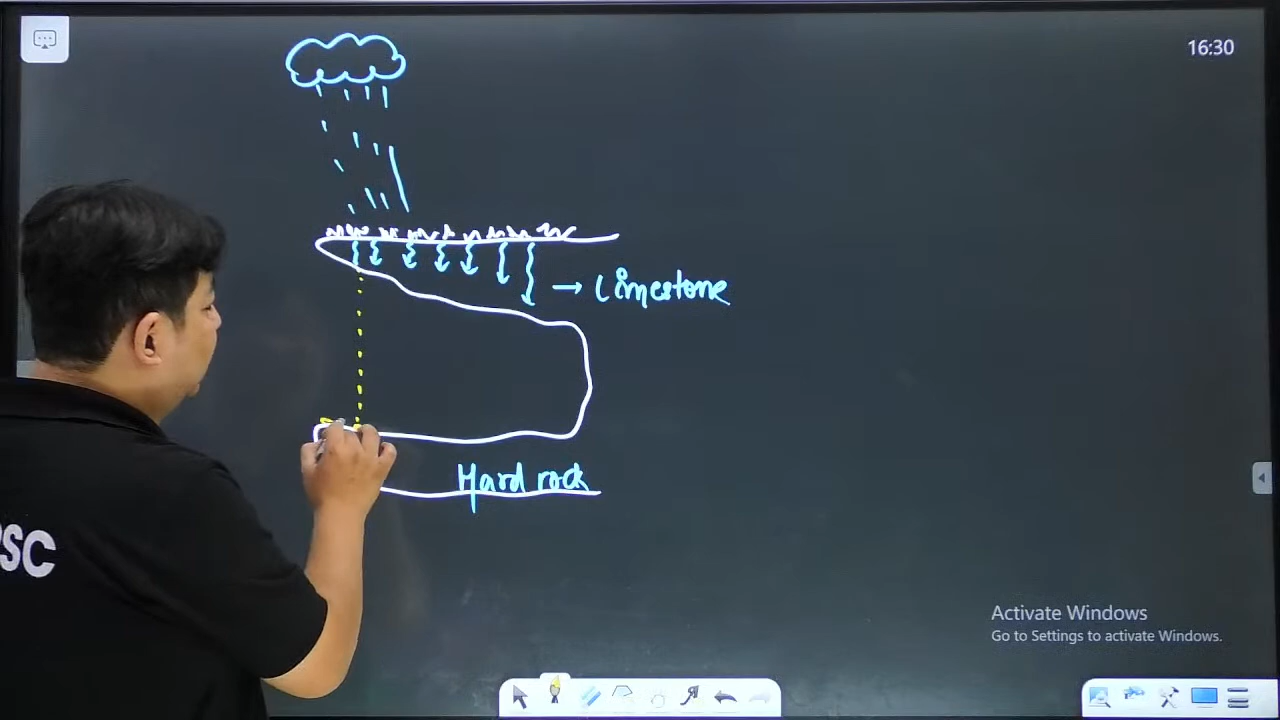 16:30
→ Limestone
Hard rock
SC
Activate Windows
Go to Settings to activate Windows.